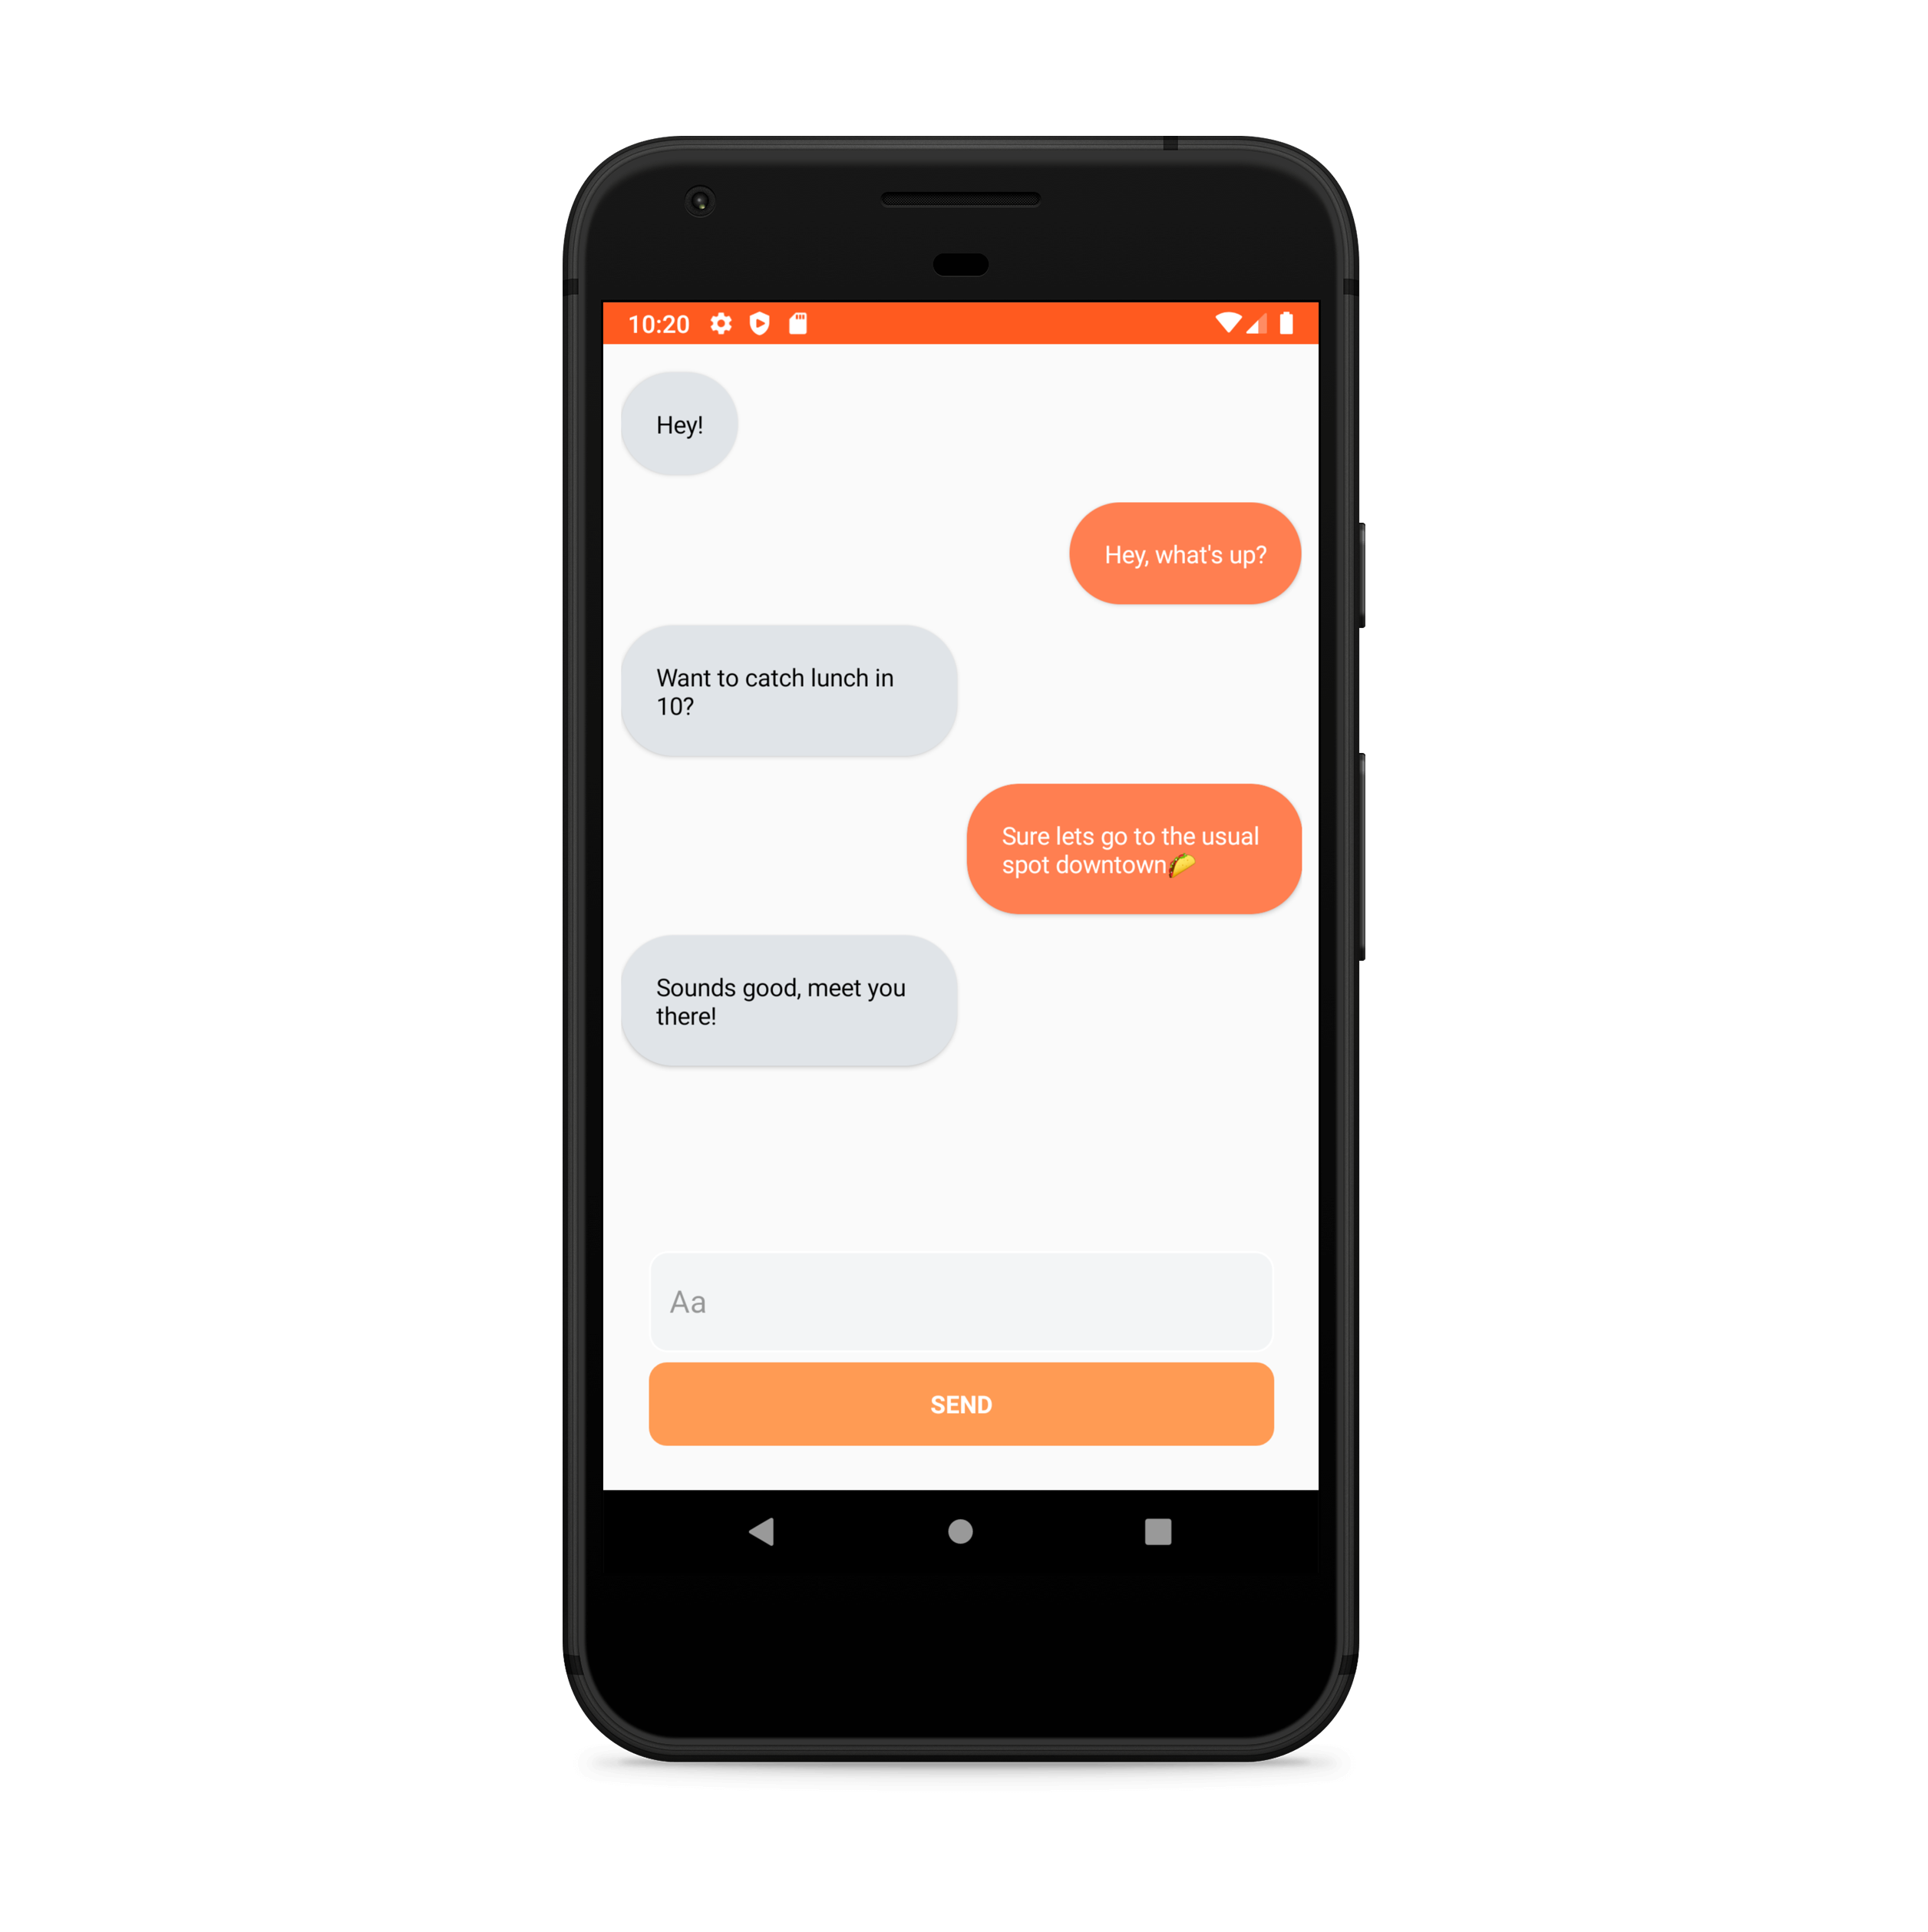 10:20
Hey!
Hey, what's up?
Want to catch lunch in
10?
Sure lets go to the usual
spot downtown🌮
Sounds good, meet you
there!
Aa
SEND